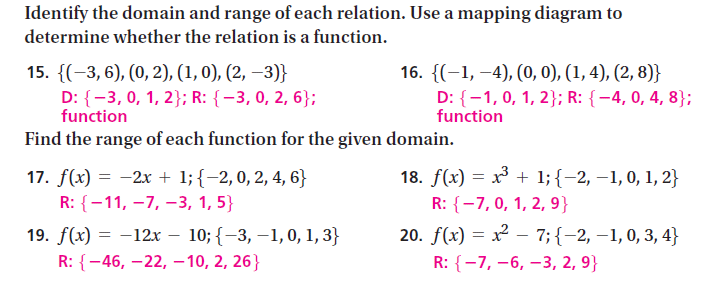 Identify the domain and range of each relation. Use a mapping diagram to
determine whether the relation is a function.
15. {(−3, 6), (0, 2), (1, 0), (2, −3)}
D: {−3, 0, 1, 2}; R: {−3, 0, 2, 6};
function
16. {(−1, −4), (0, 0), (1, 4), (2, 8)}
D: {−1, 0, 1, 2}; R: {−4, 0, 4, 8};
function
Find the range of each function for the given domain.
17. f(x) = −2x + 1; {−2, 0, 2, 4, 6}
R: {−11, −7, −3, 1, 5}
18. f(x) = x³ + 1; {−2, −1, 0, 1, 2}
R: {−7, 0, 1, 2, 9}
19. f(x) = −12x − 10; {−3, −1, 0, 1, 3}
R: {−46, −22, −10, 2, 26}
20. f(x) = x² − 7; {−2, −1, 0, 3, 4}
R: {−7, −6, −3, 2, 9}